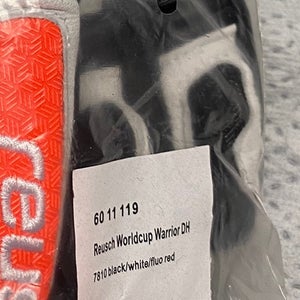 reus
60 11 119
Reusch Worldcup Warrior DH
7810 black/white/fluo red